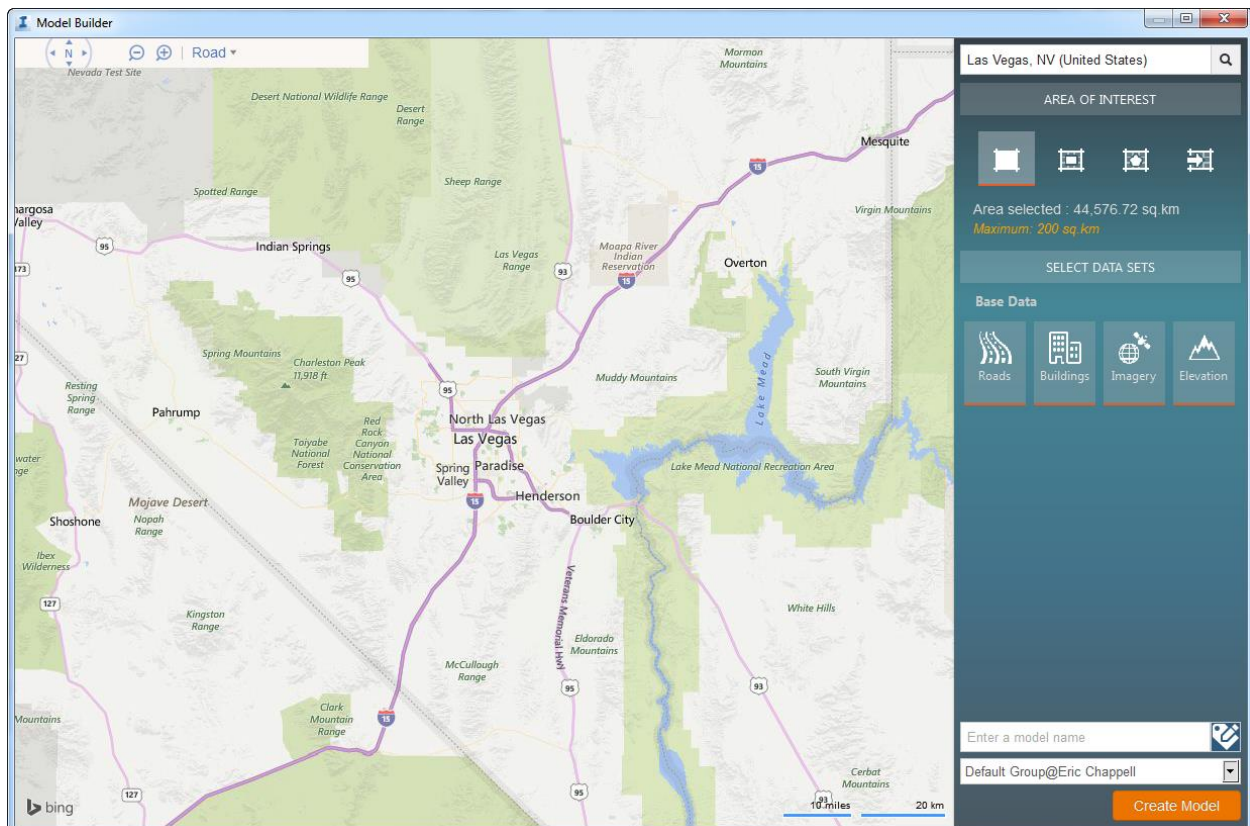 Model Builder
N
Road
Nevada Test Site
Mormon
Mountains
Desert National Wildlife Range
Desert
Range
Mesquite
15
Sheep Range
Spotted Range
Virgin Mountains
margosa
Valley
95
Indian Springs
Las Vegas
Range
Moapa River
Indian
Reservation
Overton
373
95
93
15
Spring Mountains
Charleston Peak
11,918 ft
Lake Mead
127
Resting
Spring
Range
95
Muddy Mountains
South Virgin
Mountains
Pahrump
North Las Vegas
Las Vegas
Toiyabe
National
Forest
Red
Rock
Canyon
National
Conservation
Area
Spring
Valley
Paradise
Lake Mead National Recreation Area
water
nge
Mojave Desert
15
Henderson
Shoshone
Nopah
Range
Boulder City
Ibex
Wilderness
127
Kingston
Range
Veterans Memorial Hwy
White Hills
Eldorado
Mountains
McCullough
Range
95
93
Mountains
Clark
Mountain
Range
15
Cerbat
Mountains
127
95
93
bing
10 miles
20 km
Las Vegas, NV (United States)
AREA OF INTEREST
Area selected : 44,576.72 sq.km
Maximum: 200 sq.km
SELECT DATA SETS
Base Data
Roads
Buildings
Imagery
Elevation
Enter a model name
Default Group@Eric Chappell
Create Model